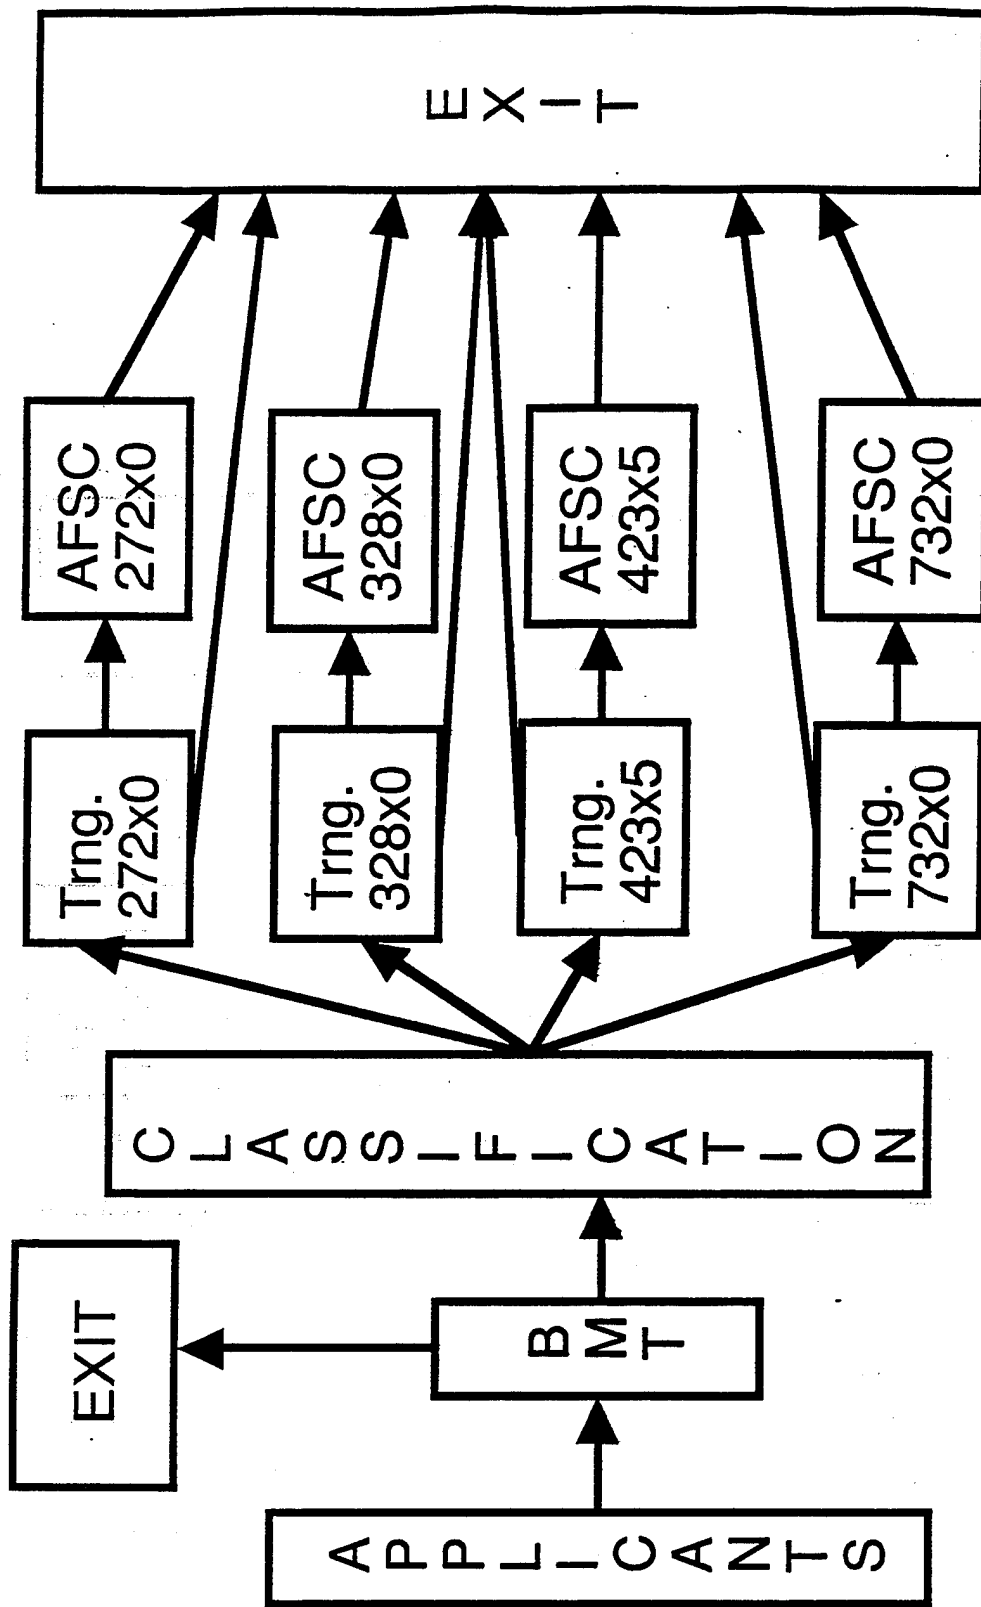 APPLICANTS
EXIT
BMT
CLASSIFICATION
Trng.
272x0
Trng.
328x0
Trng.
423x5
Trng.
732x0
AFSC
272x0
AFSC
328x0
AFSC
423x5
AFSC
732x0
EXIT